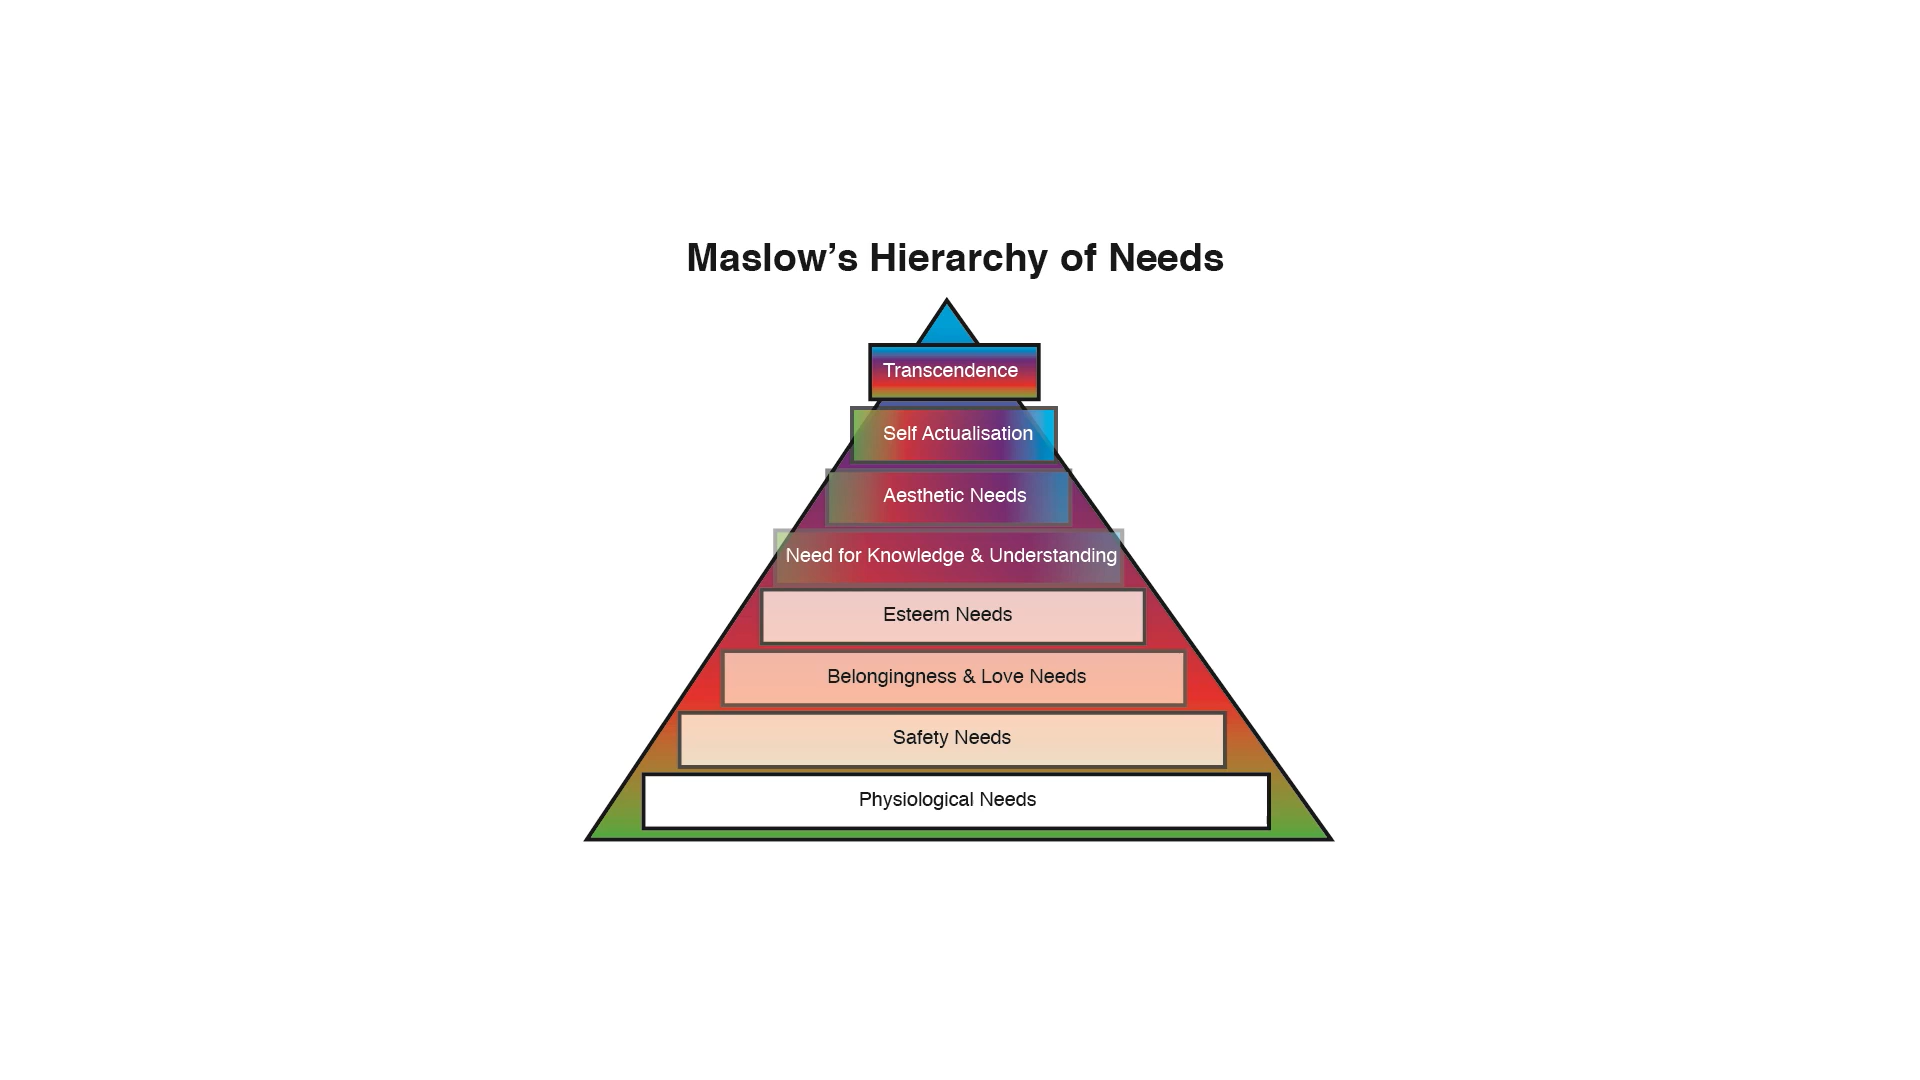 Maslow’s Hierarchy of Needs
Transcendence
Self Actualisation
Aesthetic Needs
Need for Knowledge & Understanding
Esteem Needs
Belongingness & Love Needs
Safety Needs
Physiological Needs